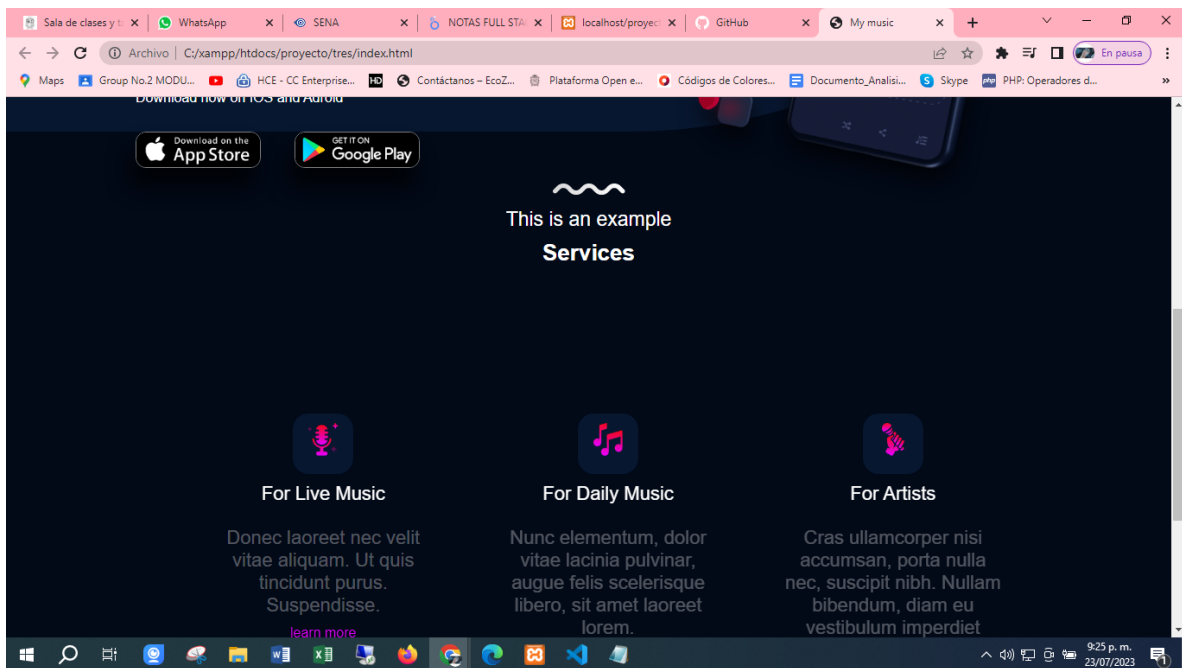 Sala de clases y ta
WhatsApp
SENA
NOTAS FULL STA
localhost/proyect
GitHub
My music
Archivo
C:/xampp/htdocs/proyecto/tres/index.html
En pausa
Maps
Group No.2 MODU...
HCE - CC Enterprise...
HD
Contáctanos – EcoZ...
Plataforma Open e...
Códigos de Colores...
Documento_Analisi...
Skype
php
PHP: Operadores d...
»
Download now on IOS and Adroid
Download on the
App Store
GET IT ON
Google Play
This is an example
Services
For Live Music
For Daily Music
For Artists
Donec laoreet nec velit
vitae aliquam. Ut quis
tincidunt purus.
Suspendisse.
learn more
Nunc elementum, dolor
vitae lacinia pulvinar,
augue felis scelerisque
libero, sit amet laoreet
lorem.
Cras ullamcorper nisi
accumsan, porta nulla
nec, suscipit nibh. Nullam
bibendum, diam eu
vestibulum imperdiet
9:25 p. m.
23/07/2023
1